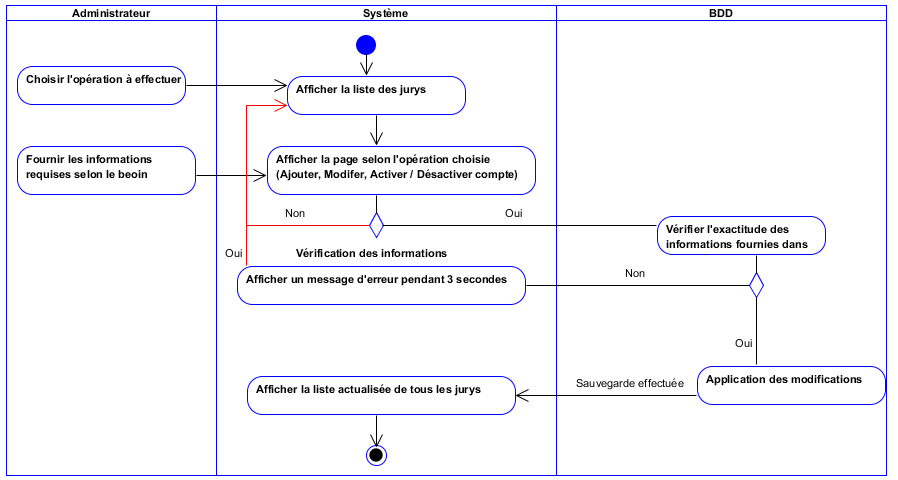 Administrateur
Système
BDD
Choisir l'opération à effectuer
Afficher la liste des jurys
Fournir les informations
requises selon le beoin
Afficher la page selon l'opération choisie
(Ajouter, Modifer, Activer / Désactiver compte)
Non
Oui
Vérifier l'exactitude des
informations fournies dans
Oui
Vérification des informations
Afficher un message d'erreur pendant 3 secondes
Non
Oui
Afficher la liste actualisée de tous les jurys
Sauvegarde effectuée
Application des modifications